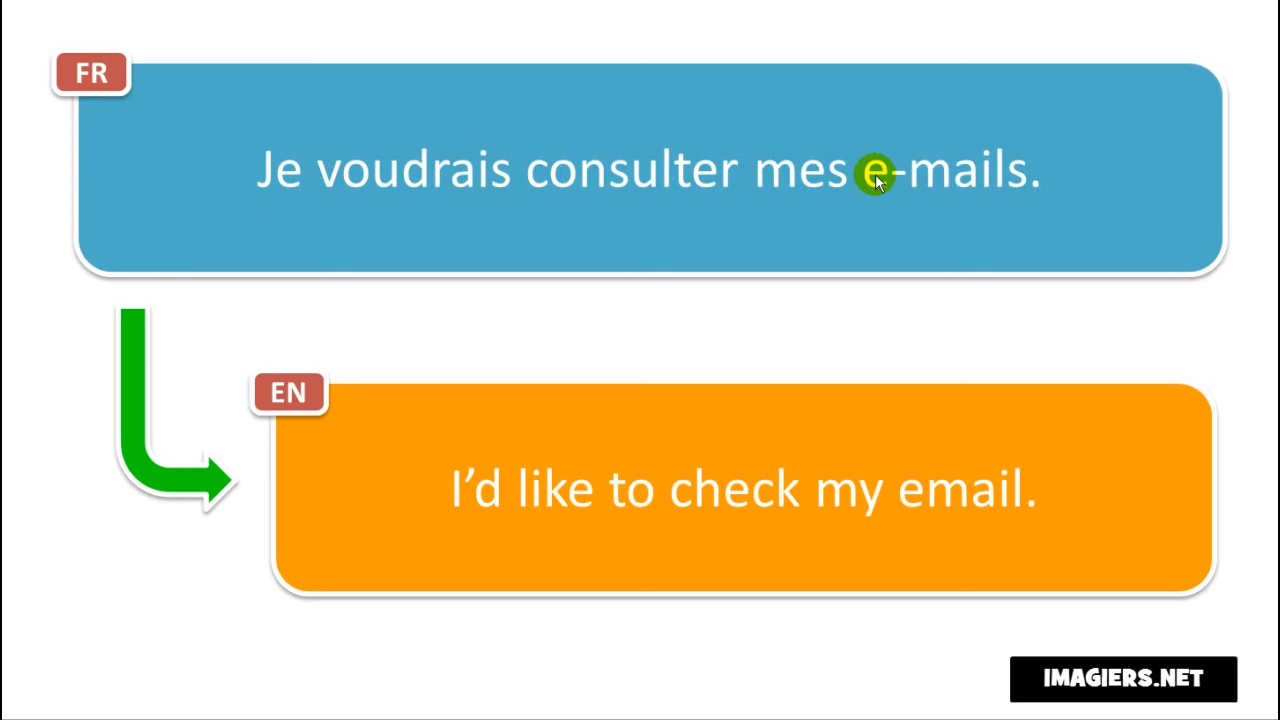 FR
Je voudrais consulter mes e-mails.
EN
I’d like to check my email.
IMAGIERS.NET